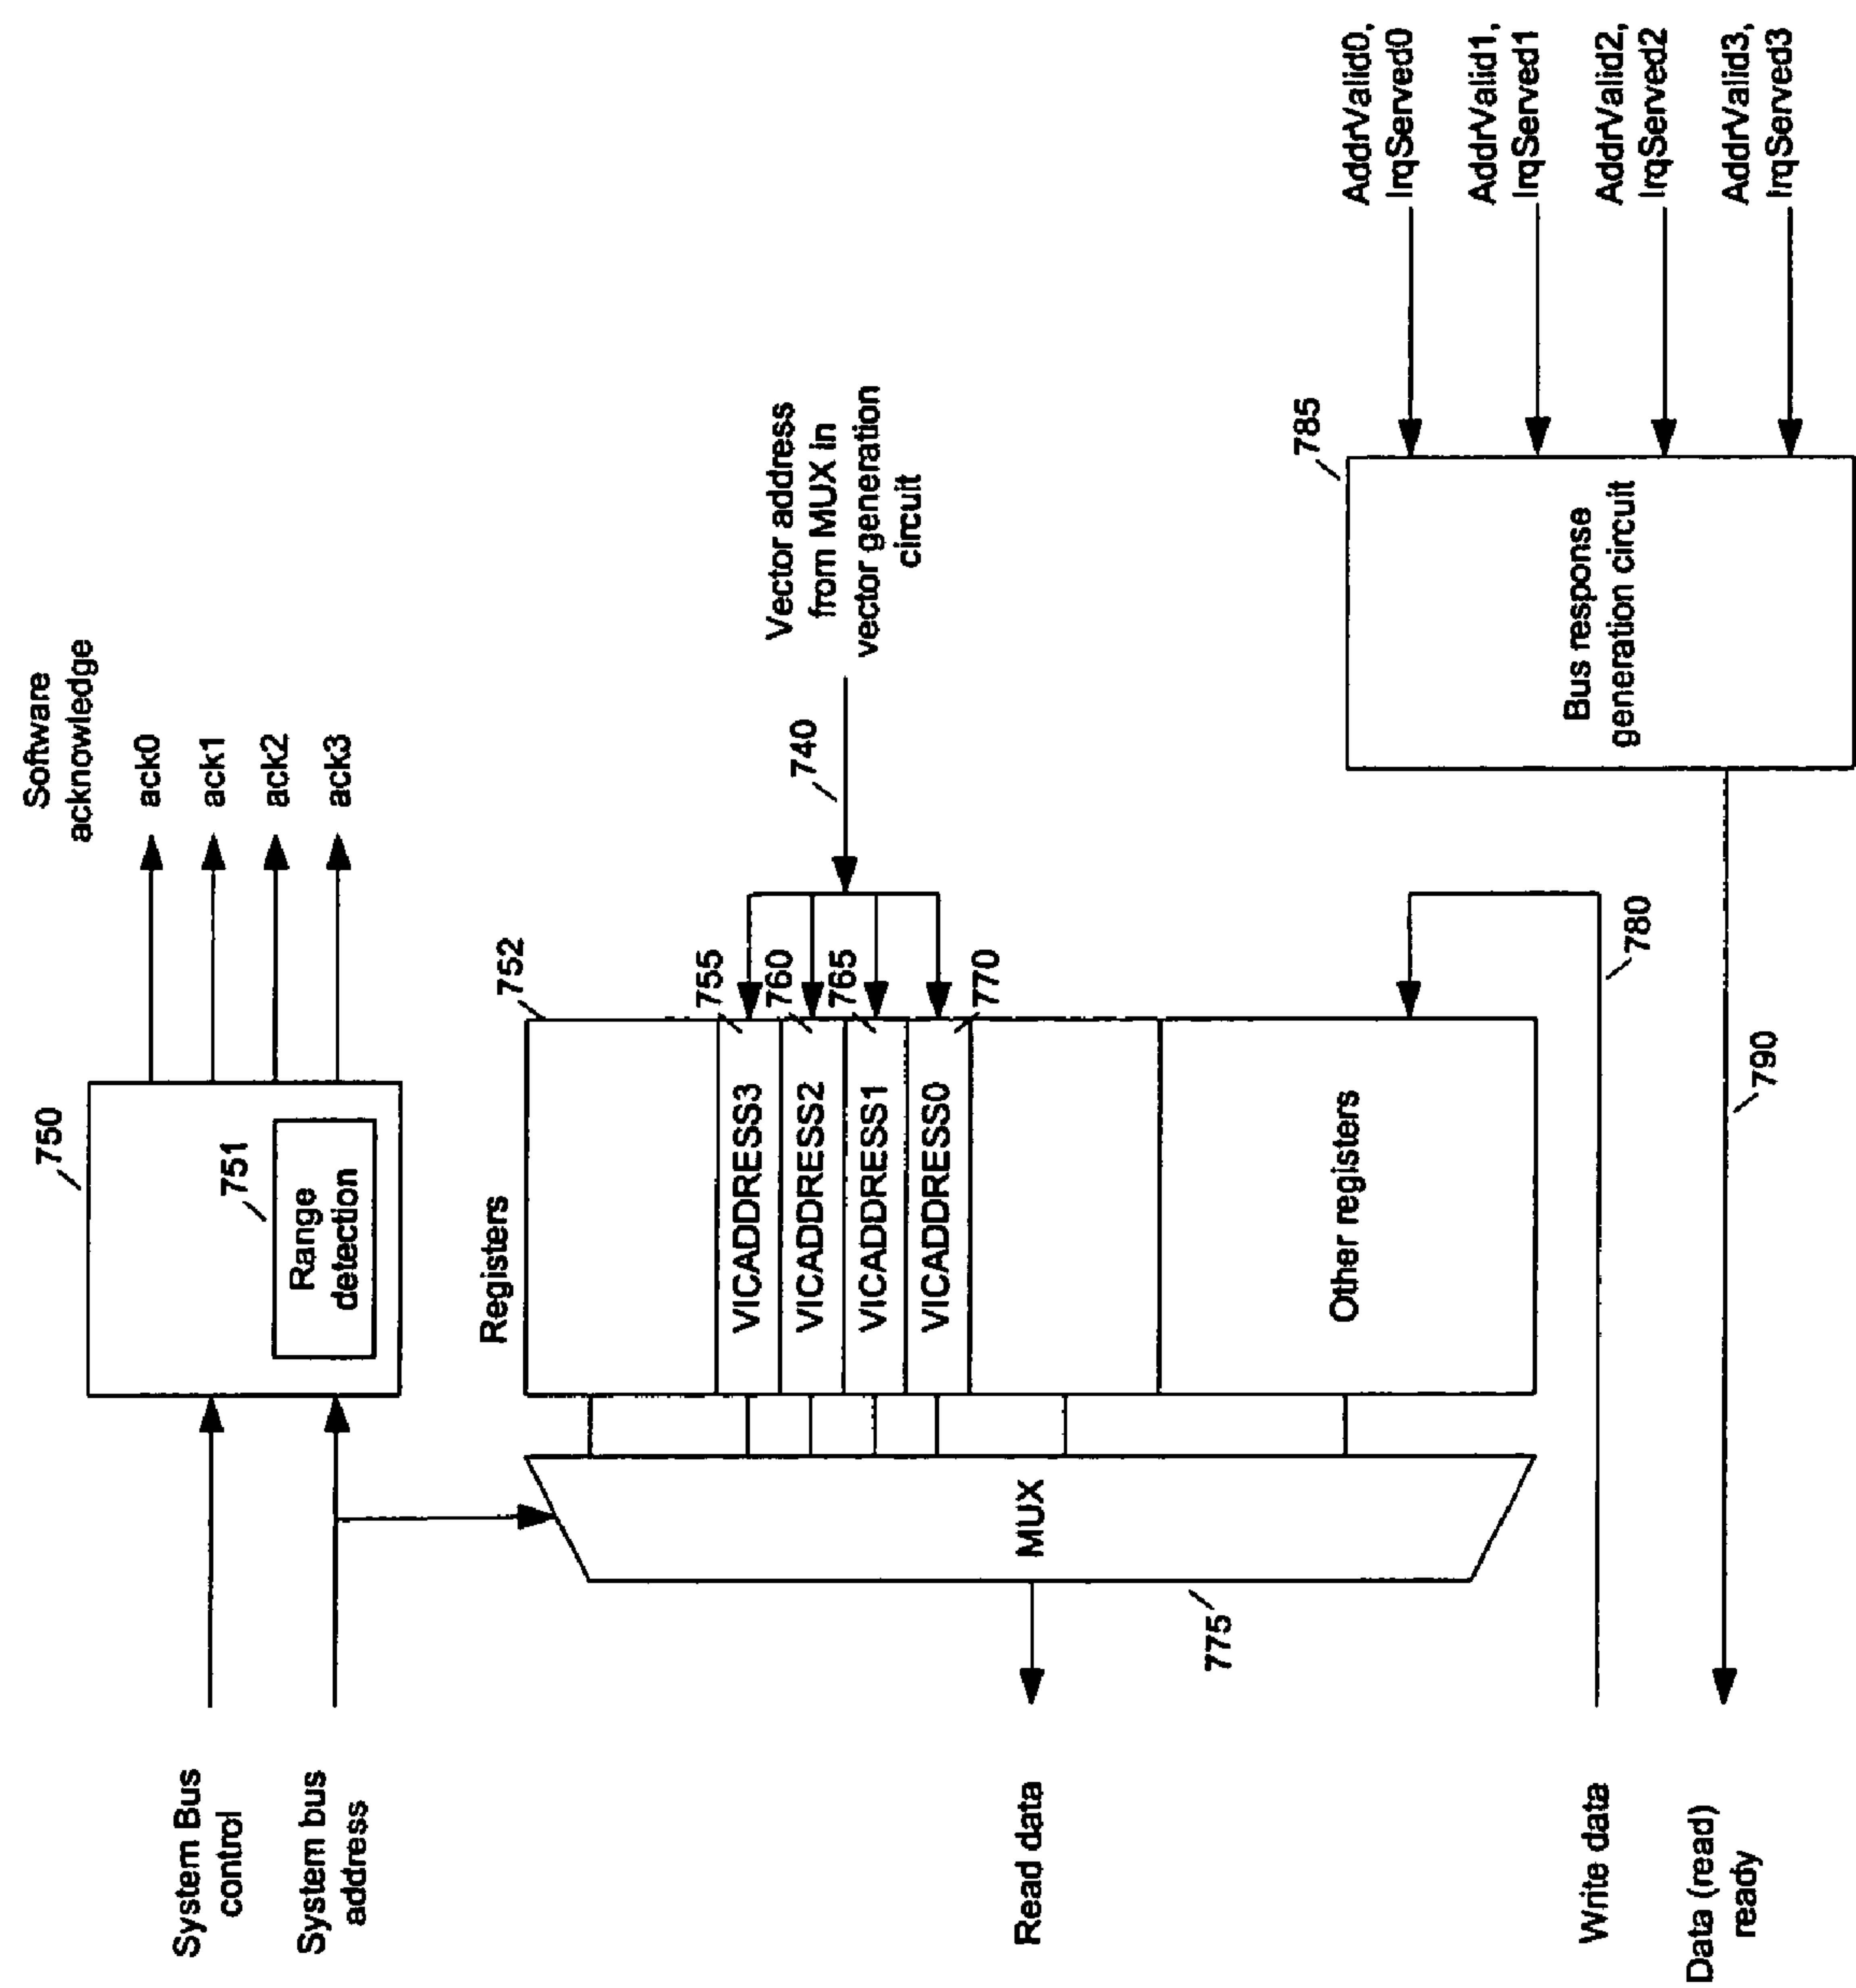 Software
acknowledge
ack0
ack1
ack2
ack3
750
751
Range
detection
System Bus
control
System bus
address
Registers
752
755
760
765
770
VICADDRESS3
VICADDRESS2
VICADDRESS1
VICADDRESS0
Other registers
740
Vector address
from MUX in
vector generation
circuit
MUX
775
Read data
Write data
780
Data (read)
ready
790
785
Bus response
generation circuit
AddrValid0,
IrqServed0
AddrValid1,
IrqServed1
AddrValid2,
IrqServed2
AddrValid3,
IrqServed3